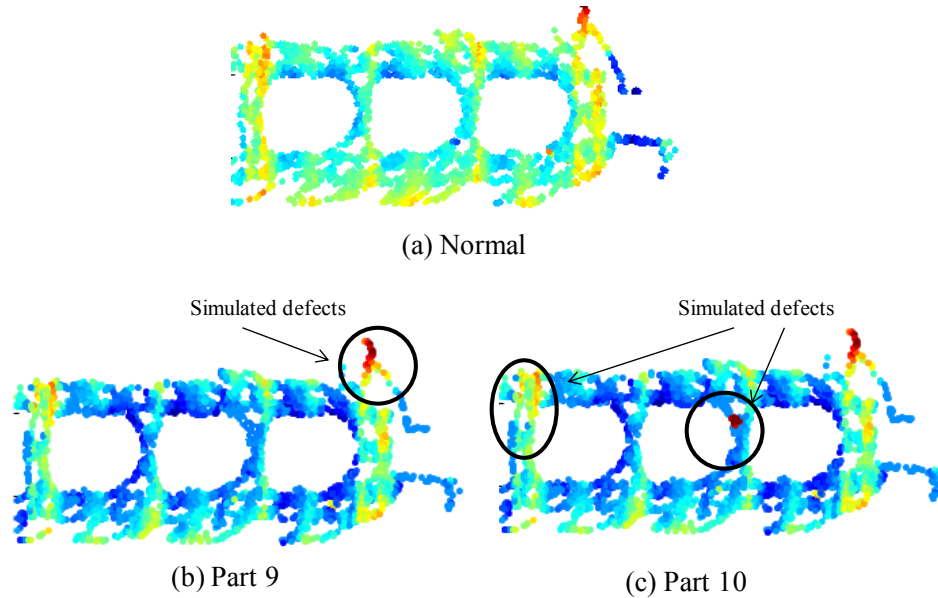 (a) Normal
Simulated defects
Simulated defects
(b) Part 9
(c) Part 10